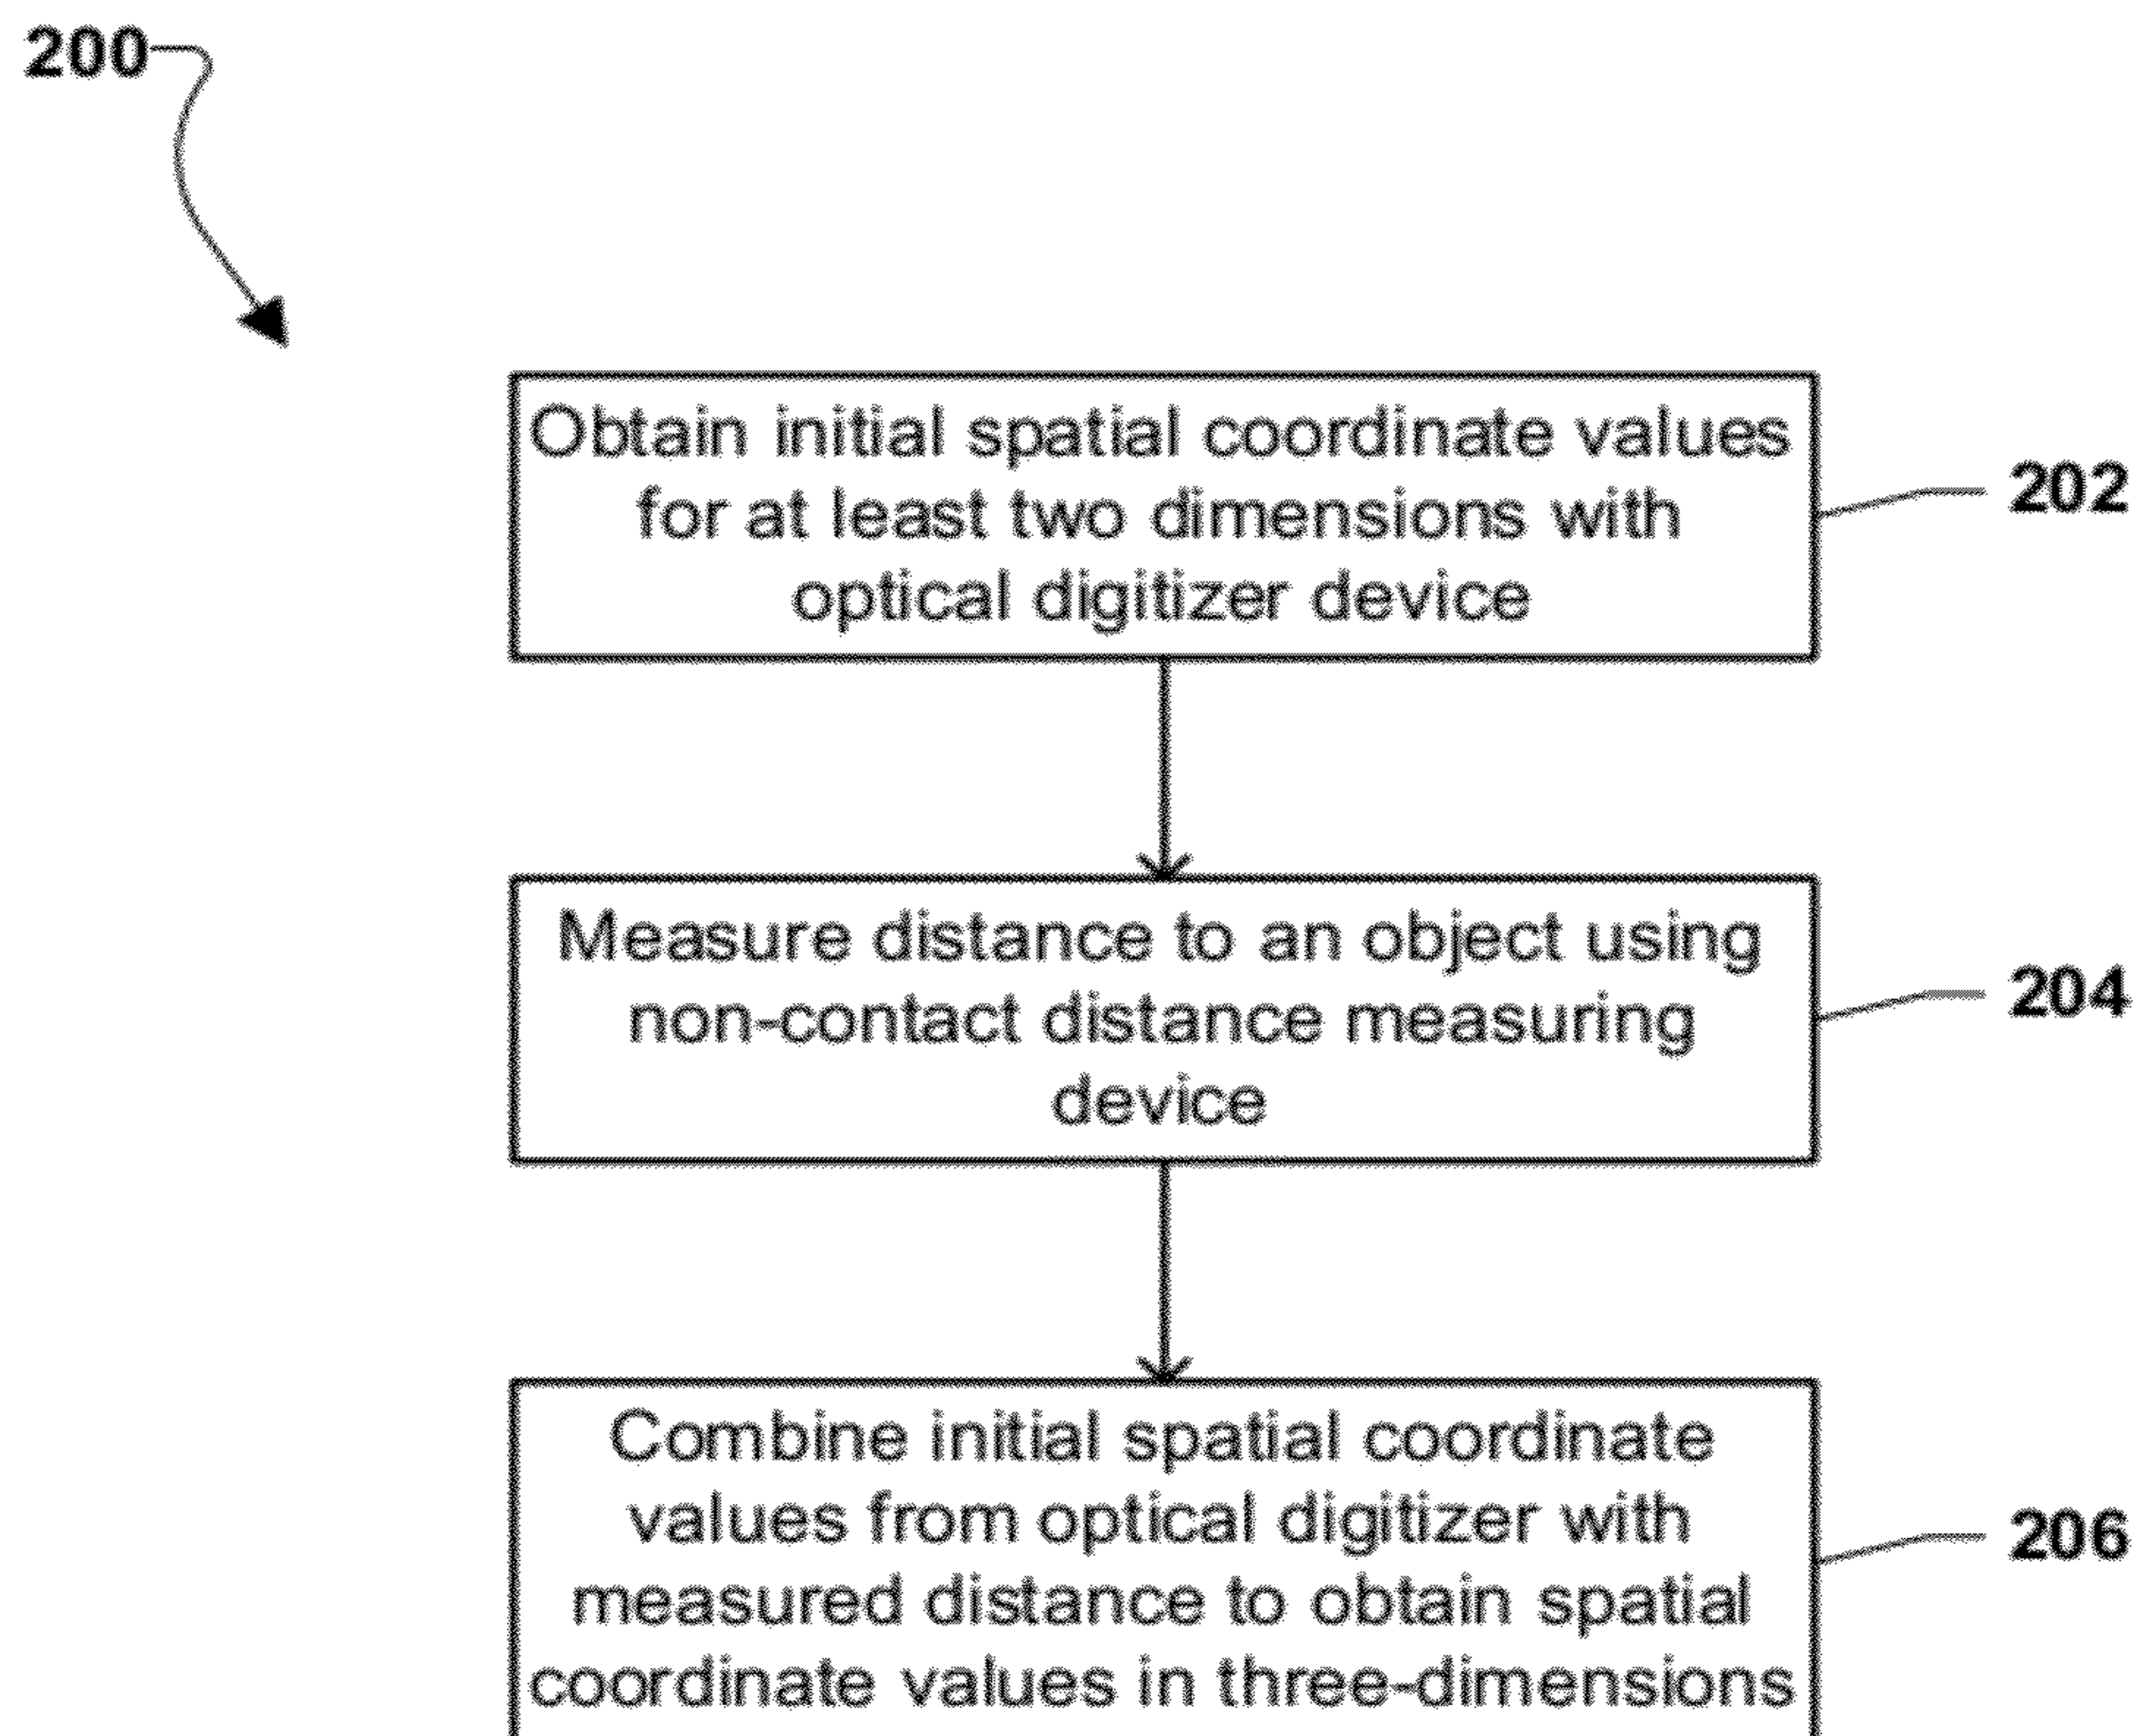 200
Obtain initial spatial coordinate values
for at least two dimensions with
optical digitizer device
202
Measure distance to an object using
non-contact distance measuring
device
204
Combine initial spatial coordinate
values from optical digitizer with
measured distance to obtain spatial
coordinate values in three-dimensions
206